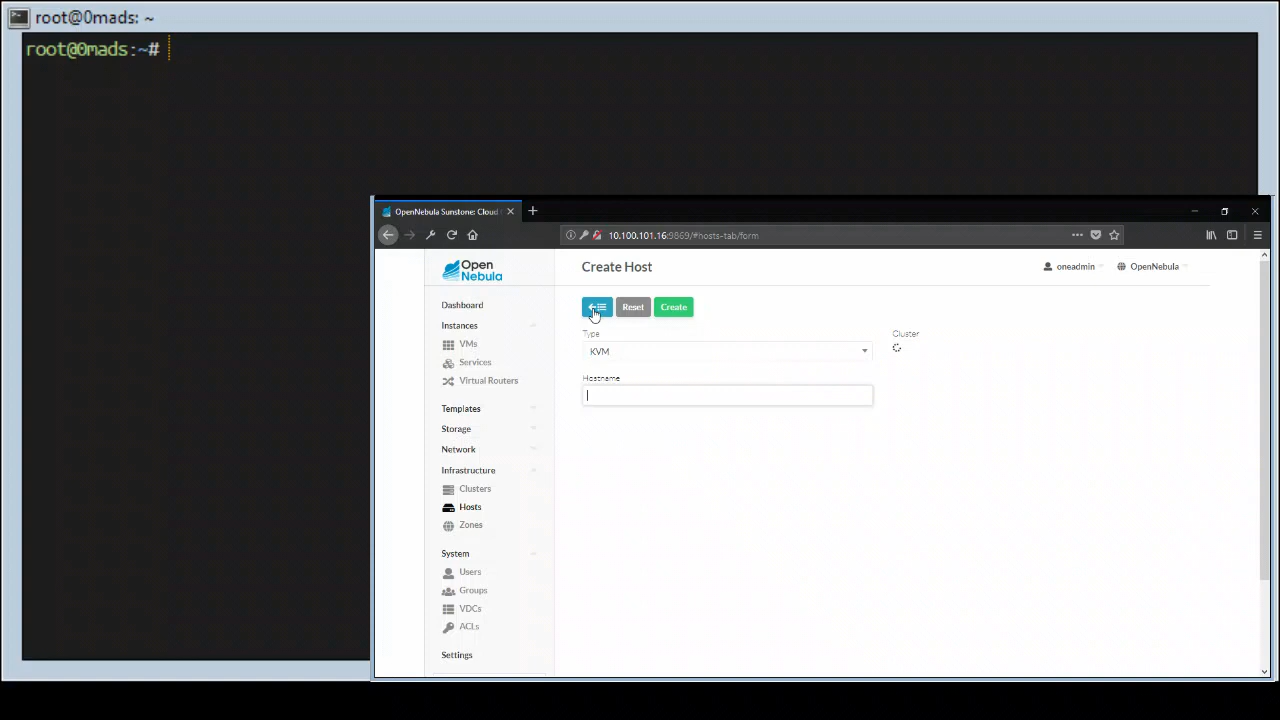 root@0mads: ~
root@0mads:~#
OpenNebula Sunstone: Cloud
10.100.101.16:9869/#hosts-tab/form
Open
Nebula
Create Host
oneadmin
OpenNebula
Dashboard
Instances
VMs
Services
Virtual Routers
Templates
Storage
Network
Infrastructure
Clusters
Hosts
Zones
System
Users
Groups
VDCs
ACLs
Settings
Reset
Create
Type
Cluster
KVM
Hostname